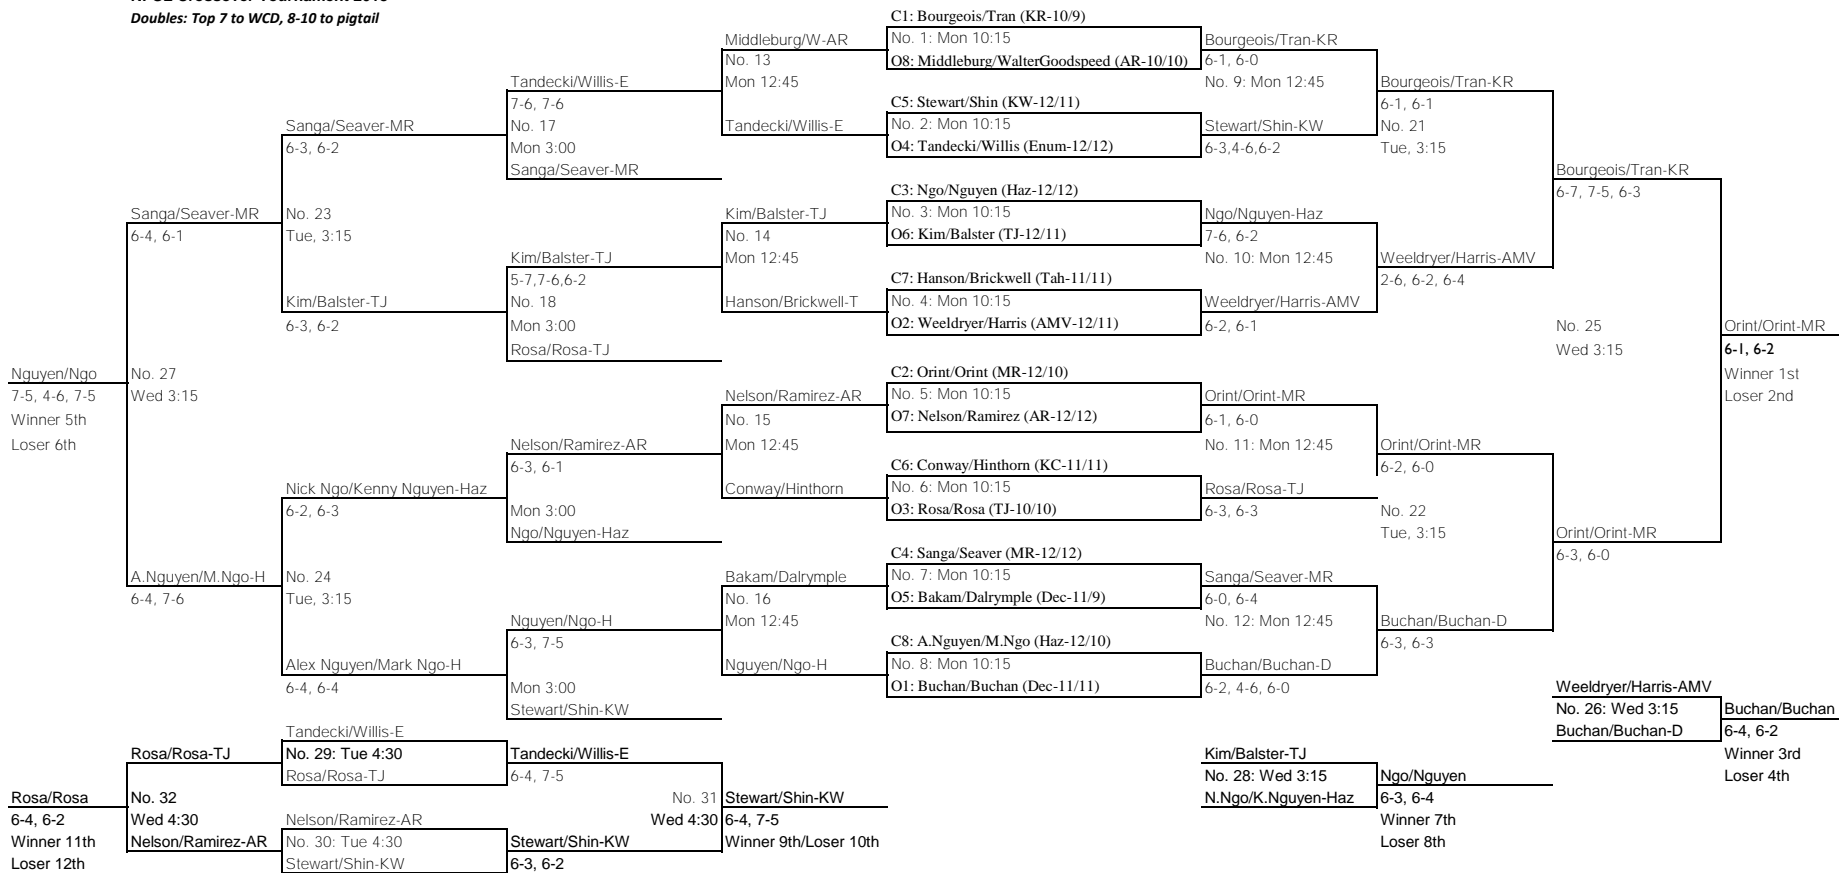 Doubles: Top 7 to WCD, 8-10 to pigtail
C1: Bourgeois/Tran (KR-10/9)
Middleburg/W-AR
No. 1: Mon 10:15
Bourgeois/Tran-KR
No. 13
O8: Middleburg/WalterGoodspeed (AR-10/10)
6-1, 6-0
Tandecki/Willis-E
Mon 12:45
No. 9: Mon 12:45
Bourgeois/Tran-KR
7-6, 7-6
C5: Stewart/Shin (KW-12/11)
6-1, 6-1
Sanga/Seaver-MR
No. 17
Tandecki/Willis-E
No. 2: Mon 10:15
Stewart/Shin-KW
No. 21
6-3, 6-2
Mon 3:00
O4: Tandecki/Willis (Enum-12/12)
6-3,4-6,6-2
Tue, 3:15
Sanga/Seaver-MR
Bourgeois/Tran-KR
C3: Ngo/Nguyen (Haz-12/12)
6-7, 7-5, 6-3
Sanga/Seaver-MR
No. 23
Kim/Balster-TJ
No. 3: Mon 10:15
Ngo/Nguyen-Haz
6-4, 6-1
Tue, 3:15
No. 14
O6: Kim/Balster (TJ-12/11)
7-6, 6-2
Kim/Balster-TJ
Mon 12:45
No. 10: Mon 12:45
Weeldryer/Harris-AMV
5-7,7-6,6-2
C7: Hanson/Brickwell (Tah-11/11)
2-6, 6-2, 6-4
Kim/Balster-TJ
No. 18
Hanson/Brickwell-T
No. 4: Mon 10:15
Weeldryer/Harris-AMV
6-3, 6-2
Mon 3:00
O2: Weeldryer/Harris (AMV-12/11)
6-2, 6-1
No. 25
Orint/Orint-MR
Rosa/Rosa-TJ
Wed 3:15
6-1, 6-2
Nguyen/Ngo
No. 27
C2: Orint/Orint (MR-12/10)
Winner 1st
7-5, 4-6, 7-5
Wed 3:15
Nelson/Ramirez-AR
No. 5: Mon 10:15
Orint/Orint-MR
Loser 2nd
Winner 5th
No. 15
O7: Nelson/Ramirez (AR-12/12)
6-1, 6-0
Loser 6th
Nelson/Ramirez-AR
Mon 12:45
No. 11: Mon 12:45
Orint/Orint-MR
6-3, 6-1
C6: Conway/Hinthorn (KC-11/11)
6-2, 6-0
Nick Ngo/Kenny Nguyen-Haz
Conway/Hinthorn
No. 6: Mon 10:15
Rosa/Rosa-TJ
6-2, 6-3
Mon 3:00
O3: Rosa/Rosa (TJ-10/10)
6-3, 6-3
No. 22
Ngo/Nguyen-Haz
Tue, 3:15
Orint/Orint-MR
C4: Sanga/Seaver (MR-12/12)
6-3, 6-0
A.Nguyen/M.Ngo-H
No. 24
Bakam/Dalrymple
No. 7: Mon 10:15
Sanga/Seaver-MR
6-4, 7-6
Tue, 3:15
No. 16
O5: Bakam/Dalrymple (Dec-11/9)
6-0, 6-4
Nguyen/Ngo-H
Mon 12:45
No. 12: Mon 12:45
Buchan/Buchan-D
6-3, 7-5
C8: A.Nguyen/M.Ngo (Haz-12/10)
6-3, 6-3
Alex Nguyen/Mark Ngo-H
Nguyen/Ngo-H
No. 8: Mon 10:15
Buchan/Buchan-D
6-4, 6-4
Mon 3:00
O1: Buchan/Buchan (Dec-11/11)
6-2, 4-6, 6-0
Weeldryer/Harris-AMV
Stewart/Shin-KW
No. 26: Wed 3:15
Buchan/Buchan
Tandecki/Willis-E
Buchan/Buchan-D
6-4, 6-2
Rosa/Rosa-TJ
No. 29: Tue 4:30
Tandecki/Willis-E
Kim/Balster-TJ
Winner 3rd
Rosa/Rosa-TJ
6-4, 7-5
No. 28: Wed 3:15
Ngo/Nguyen
Loser 4th
Rosa/Rosa
No. 32
No. 31
Stewart/Shin-KW
N.Ngo/K.Nguyen-Haz
6-3, 6-4
6-4, 6-2
Wed 4:30
Nelson/Ramirez-AR
Wed 4:30
6-4, 7-5
Winner 7th
Winner 11th
Nelson/Ramirez-AR
No. 30: Tue 4:30
Stewart/Shin-KW
Winner 9th/Loser 10th
Loser 8th
Loser 12th
Stewart/Shin-KW
6-3, 6-2